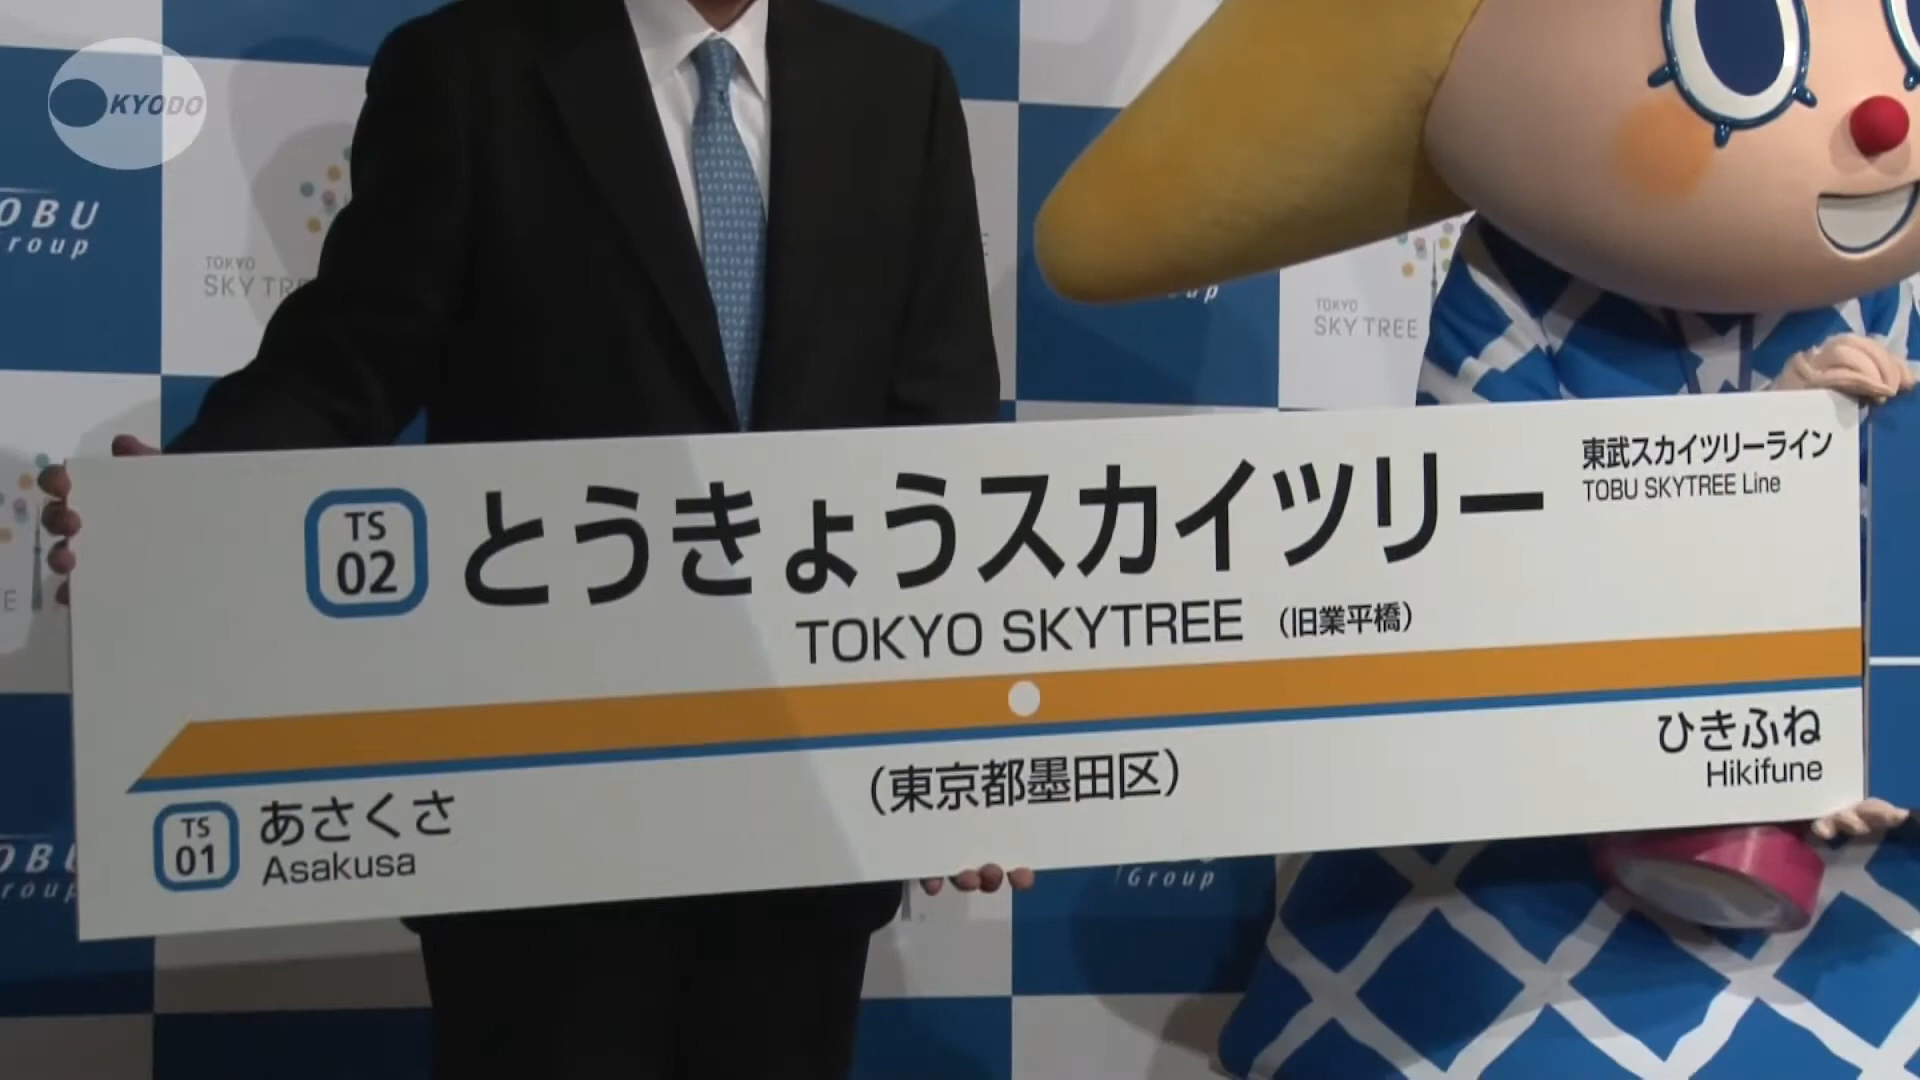 KYODO
OBU
roup
TOKYO
SKY TRE
TOKYO
SKY TREE
東武スカイツリーライン
TOBU SKYTREE Line
TS
02
とうきょうスカイツリー
TOKYO SKYTREE (旧業平橋)
ひきふね
Hikifune
(東京都墨田区)
TS
01
あさくさ
Asakusa
OBU
roup
Group